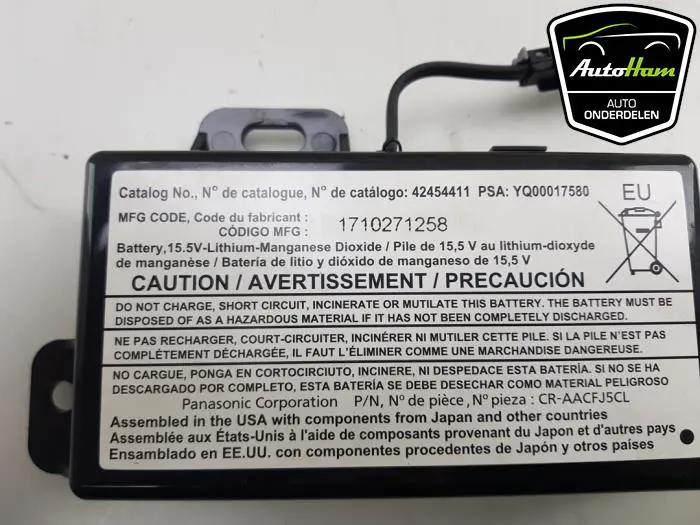 AutoHam
AUTO
ONDERDELEN
Catalog No., N° de catalogue, N° de catálogo: 42454411 PSA: YQ00017580
EU
MFG CODE, Code du fabricant :
CÓDIGO MFG :
1710271258
Battery,15.5V-Lithium-Manganese Dioxide / Pile de 15,5 V au lithium-dioxyde
de manganèse / Batería de litio y dióxido de manganeso de 15,5 V
CAUTION / AVERTISSEMENT / PRECAUCIÓN
DO NOT CHARGE, SHORT CIRCUIT, INCINERATE OR MUTILATE THIS BATTERY. THE BATTERY MUST BE
DISPOSED OF AS A HAZARDOUS MATERIAL IF IT HAS NOT BEEN COMPLETELY DISCHARGED.
NE PAS RECHARGER, COURT-CIRCUITER, INCINÉRER NI MUTILER CETTE PILE. SI LA PILE N'EST PAS
COMPLÈTEMENT DÉCHARGÉE, IL FAUT L'ÉLIMINER COMME UNE MARCHANDISE DANGEREUSE.
NO CARGUE, PONGA EN CORTOCIRCUITO, INCINERE, NI DESPEDACE ESTA BATERÍA. SI NO SE HA
DESCARGADO POR COMPLETO, ESTA BATERÍA SE DEBE DESECHAR COMO MATERIAL PELIGROSO
Panasonic Corporation P/N, N° de pièce, N° pieza : CR-AACFJ5CL
Assembled in the USA with components from Japan and other countries
Assemblée aux États-Unis à l'aide de composants provenant du Japon et d'autres pays
Ensamblado en EE.UU. con componentes procedentes de Japón y otros países